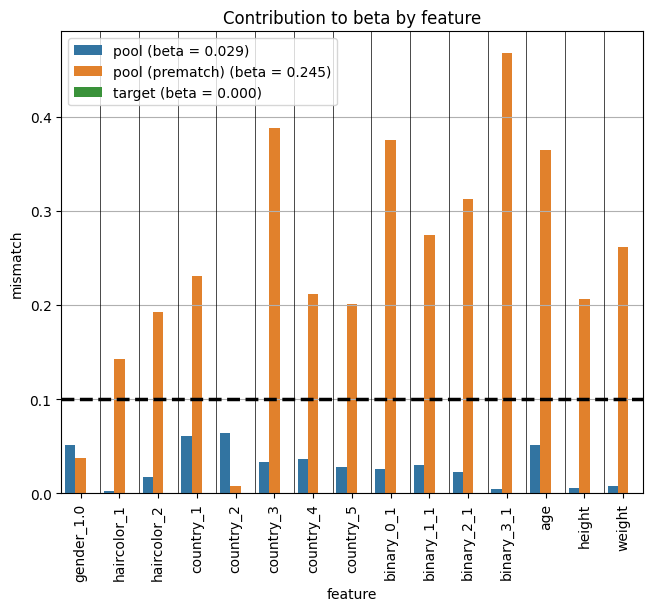 Contribution to beta by feature
pool (beta = 0.029)
pool (prematch) (beta = 0.245)
target (beta = 0.000)
mismatch
0.4
0.3
0.2
0.1
0.0
gender_1.0
haircolor_1
haircolor_2
country_1
country_2
country_3
country_4
country_5
binary_0_1
binary_1_1
binary_2_1
binary_3_1
age
height
weight
feature